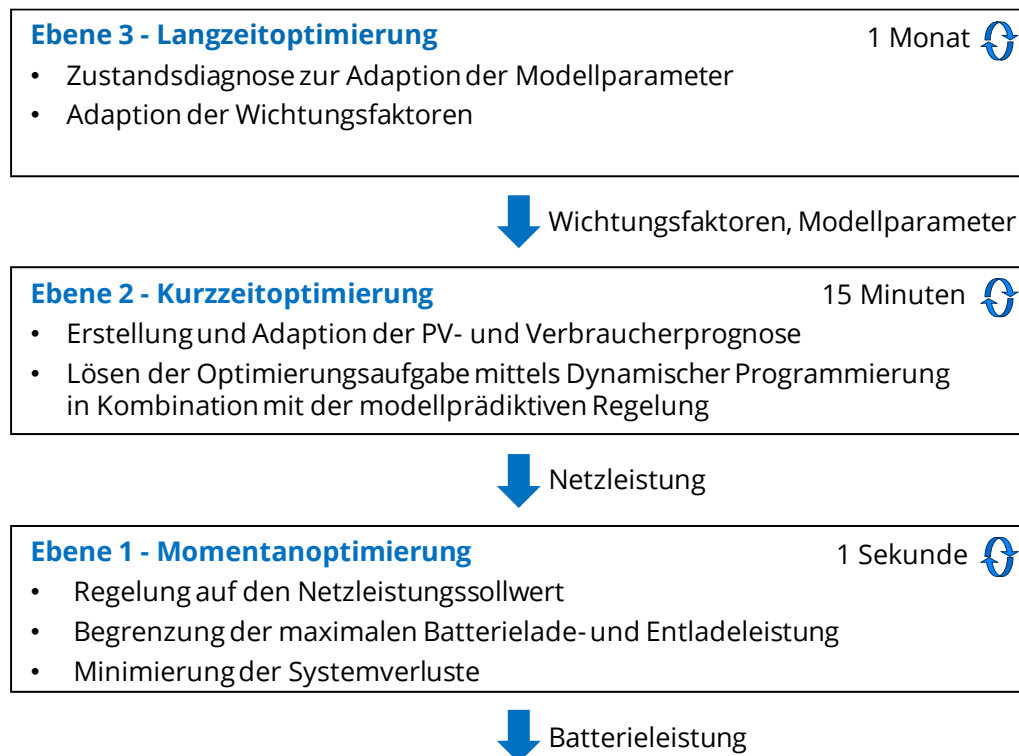 Ebene 3 - Langzeitoptimierung 1 Monat
• Zustandsdiagnose zur Adaption der Modellparameter
• Adaption der Wichtungsfaktoren
Wichtungsfaktoren, Modellparameter
Ebene 2 - Kurzzeitoptimierung 15 Minuten
• Erstellung und Adaption der PV- und Verbraucherprognose
• Lösen der Optimierungsaufgabe mittels Dynamischer Programmierung
in Kombination mit der modellprädiktiven Regelung
Netzleistung
Ebene 1 - Momentanoptimierung 1 Sekunde
• Regelung auf den Netzleistungssollwert
• Begrenzung der maximalen Batterielade- und Entladeleistung
• Minimierung der Systemverluste
Batterieleistung